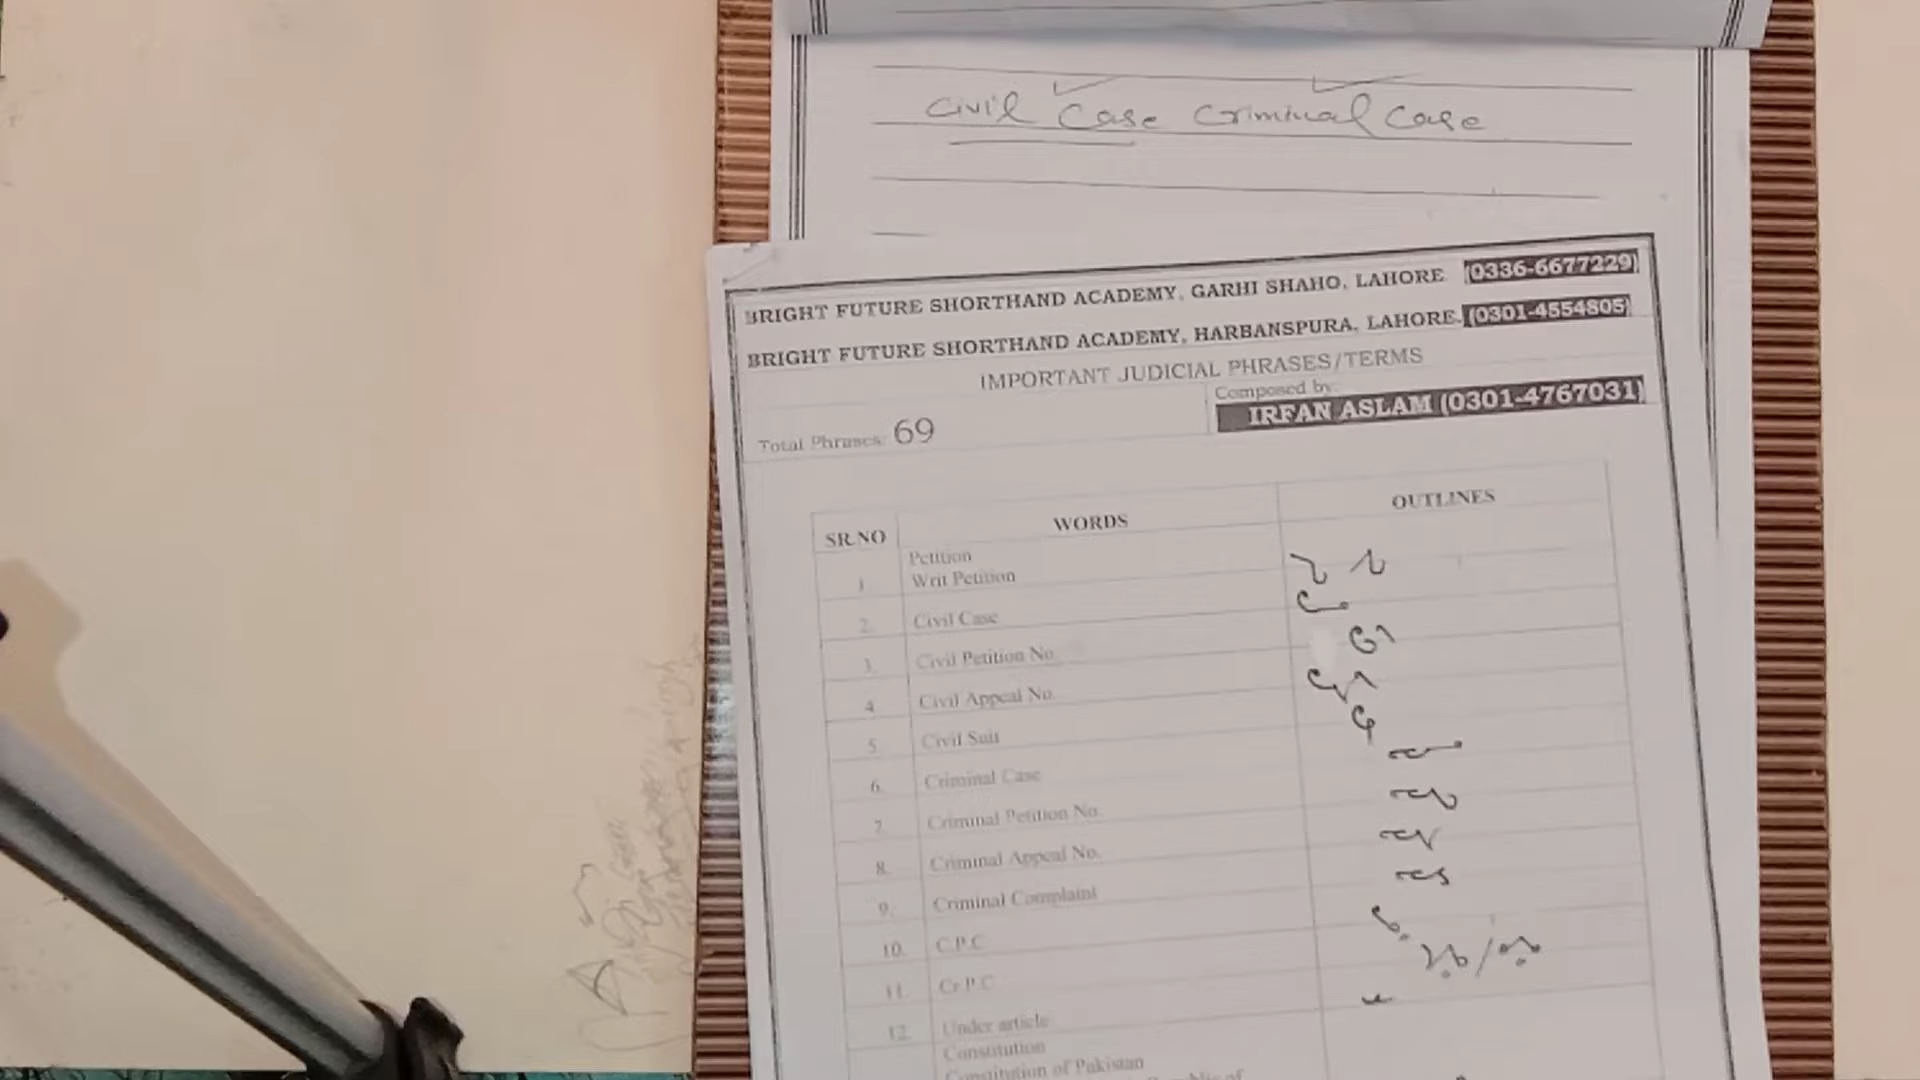 Civil Case Criminal Case
BRIGHT FUTURE SHORTHAND ACADEMY, GARHI SHAHO, LAHORE (0336-6677229)
BRIGHT FUTURE SHORTHAND ACADEMY, HARBANSPURA, LAHORE. (0301-4554805)
IMPORTANT JUDICIAL PHRASES/TERMS
Total Phrases: 69
Composed by:
IRFAN ASLAM (0301-4767031)
SR.NO WORDS OUTLINES
Petition
1. Writ Petition
2. Civil Case
3. Civil Petition No.
4. Civil Appeal No.
5. Civil Suit
6. Criminal Case
7. Criminal Petition No.
8. Criminal Appeal No.
9. Criminal Complaint
10. C.P.C
11. Cr.P.C
12. Under article
Constitution
Constitution of Pakistan